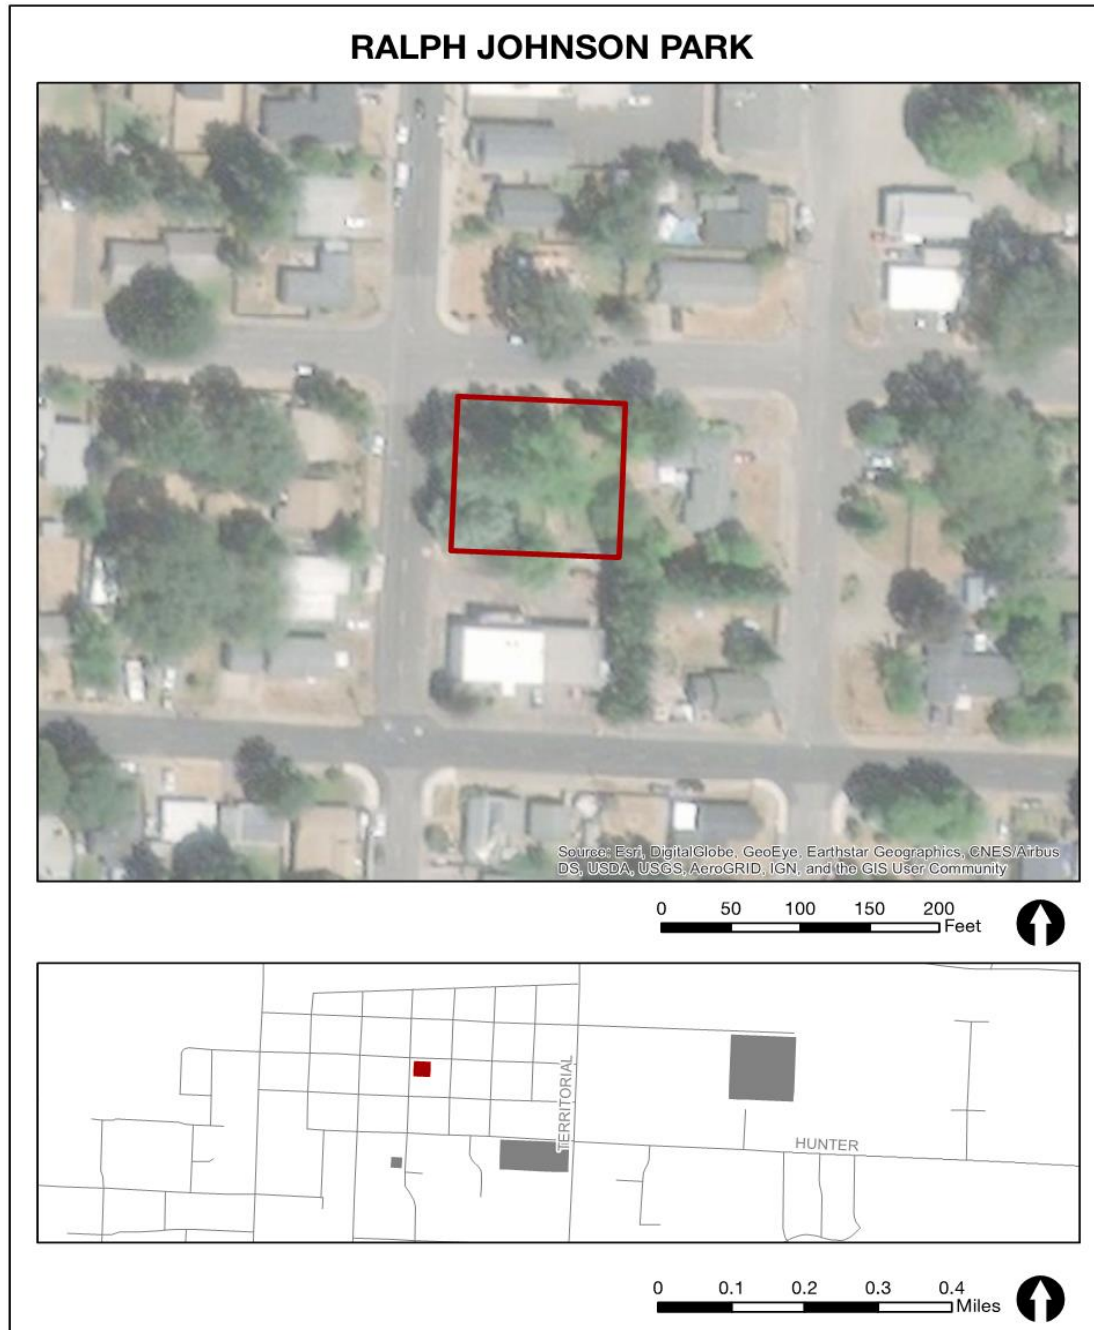 RALPH JOHNSON PARK
Source: Esri, DigitalGlobe, GeoEye, Earthstar Geographics, CNES/Airbus
DS, USDA, USGS, AeroGRID, IGN, and the GIS User Community
0 50 100 150 200
Feet
TERRITORIAL
HUNTER
0 0.1 0.2 0.3 0.4
Miles